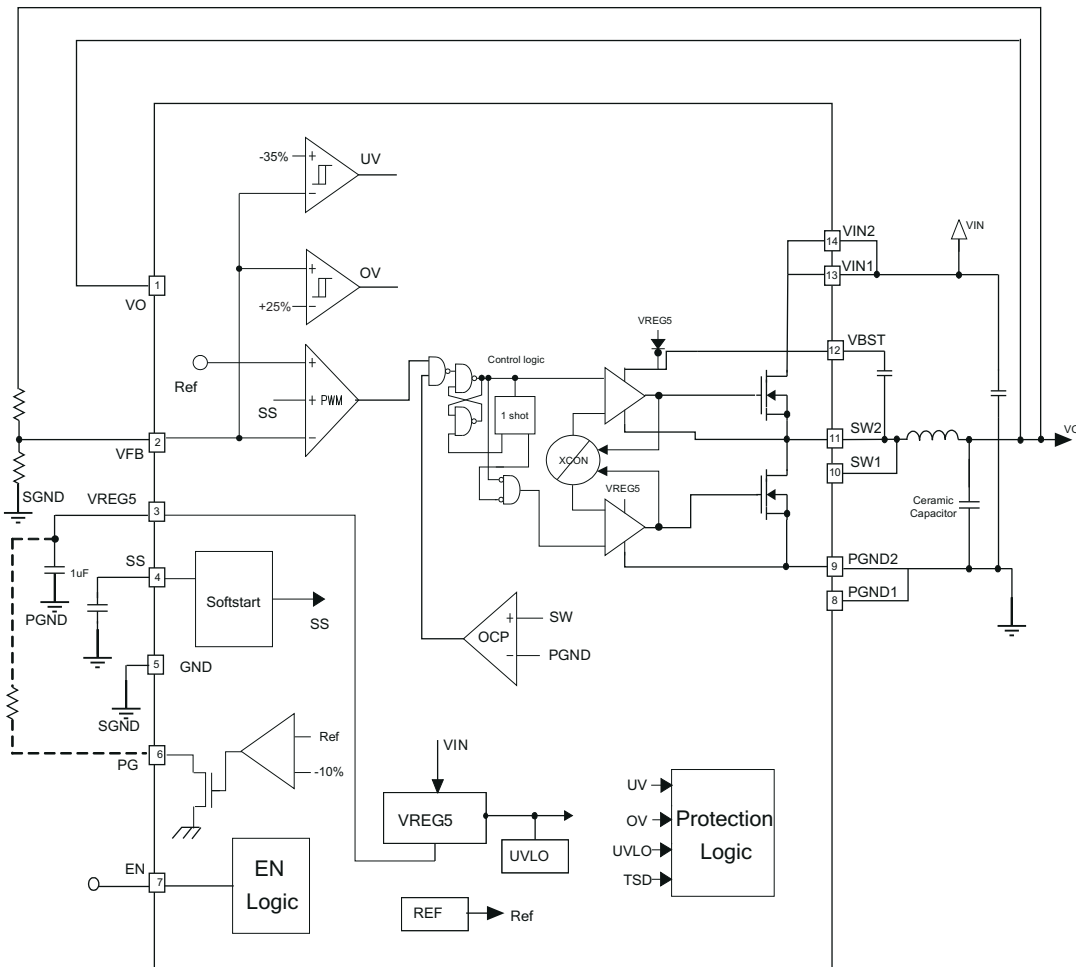 -35%
+
−
UV
+
−
OV
+25%
14
VIN2
VIN
13
VIN1
1
VO
VREG5
12
VBST
Ref
+
SS
+
PWM
−
Control logic
1 shot
2
VFB
11
SW2
VO
10
SW1
XCON
SGND
VREG5
3
VREG5
Ceramic
Capacitor
SS
1uF
4
Softstart
SS
PGND
9
PGND2
8
PGND1
OCP
+
SW
−
PGND
5
GND
SGND
6
PG
Ref
-10%
VIN
VREG5
UVLO
UV
OV
UVLO
TSD
Protection
Logic
EN
7
EN
Logic
REF
Ref